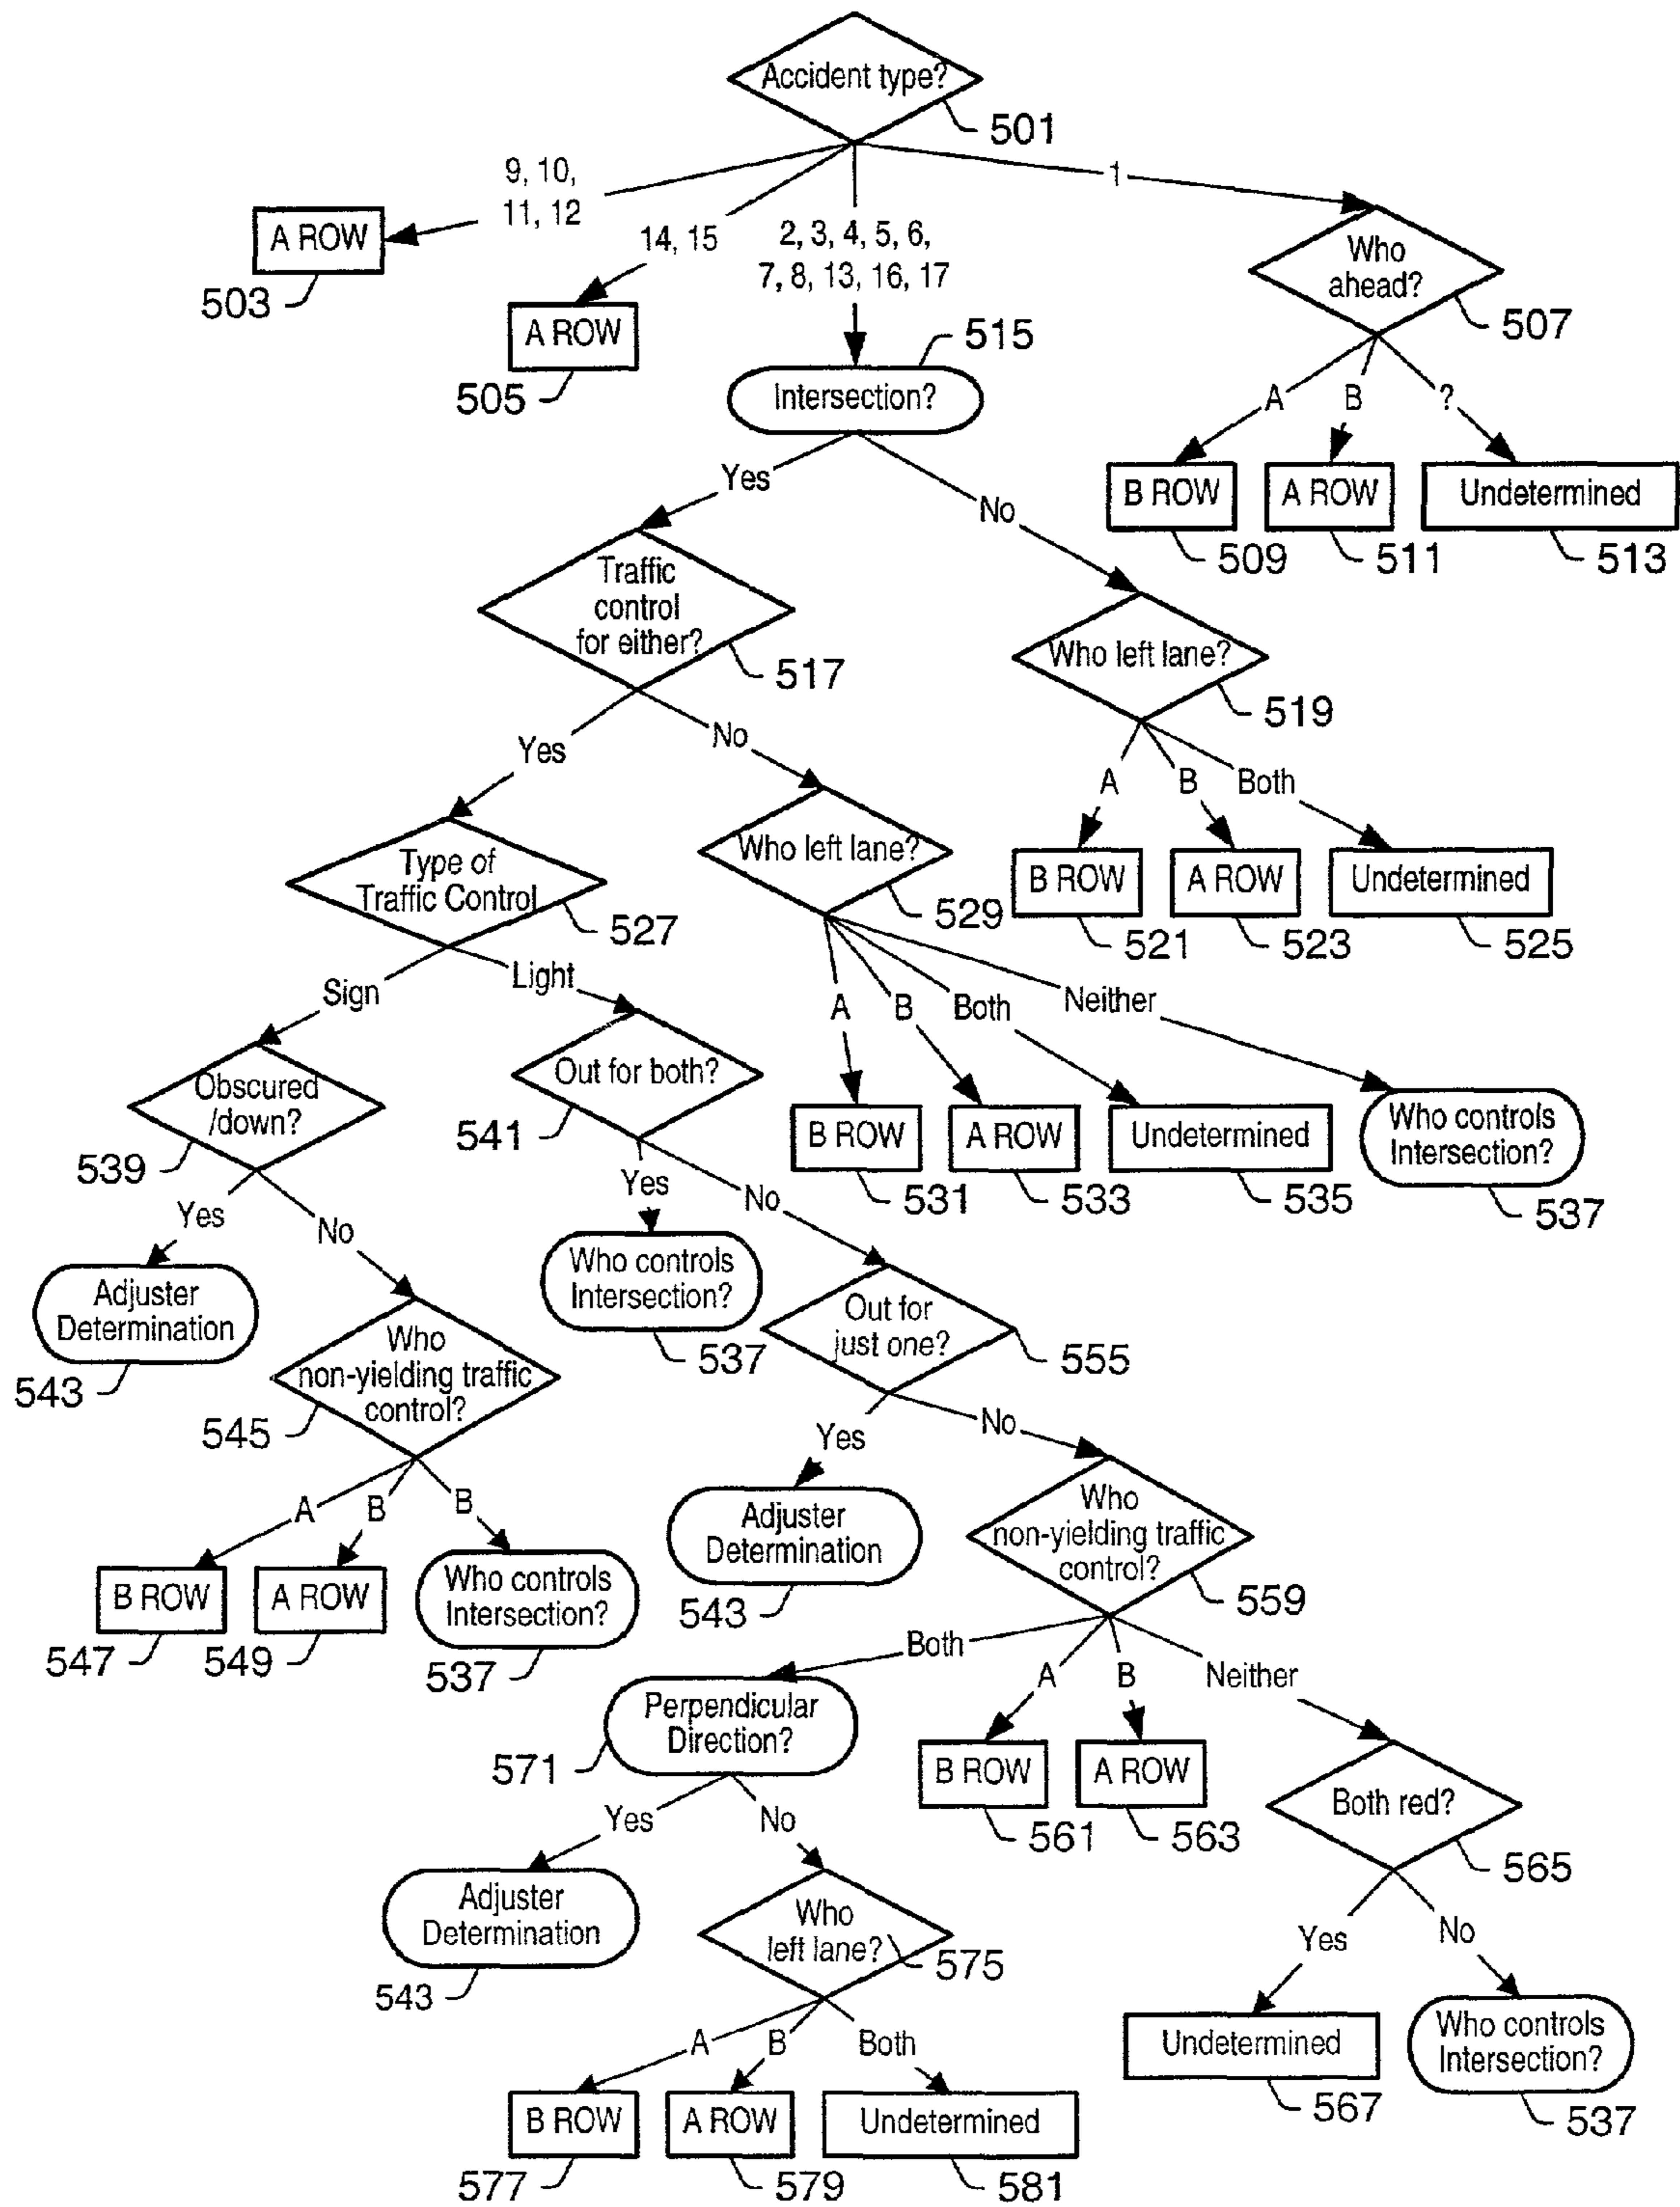 Accident type?
501
9, 10,
11, 12
14, 15
2, 3, 4, 5, 6,
7, 8, 13, 16, 17
1
A ROW
503
A ROW
505
Who
ahead?
507
515
Intersection?
A
B
?
B ROW
A ROW
Undetermined
509
511
513
Yes
No
Traffic
control
for either?
517
Who left lane?
519
Yes
No
A
B
Both
B ROW
A ROW
Undetermined
521
523
525
Type of
Traffic Control
527
Who left lane?
529
Sign
Light
A
B
Both
Neither
Obscured
/down?
539
Out for both?
541
B ROW
A ROW
Undetermined
Who controls
Intersection?
531
533
535
537
Yes
No
Yes
No
Adjuster
Determination
543
Who controls
Intersection?
537
Who
non-yielding traffic
control?
545
Out for
just one?
555
A
B
B
Yes
No
B ROW
A ROW
Who controls
Intersection?
547
549
537
Adjuster
Determination
543
Who
non-yielding traffic
control?
559
Both
A
B
Neither
Perpendicular
Direction?
571
B ROW
A ROW
561
563
Both red?
565
Yes
No
Yes
No
Adjuster
Determination
543
Who
left lane?
575
Undetermined
567
Who controls
Intersection?
537
A
B
Both
B ROW
A ROW
Undetermined
577
579
581